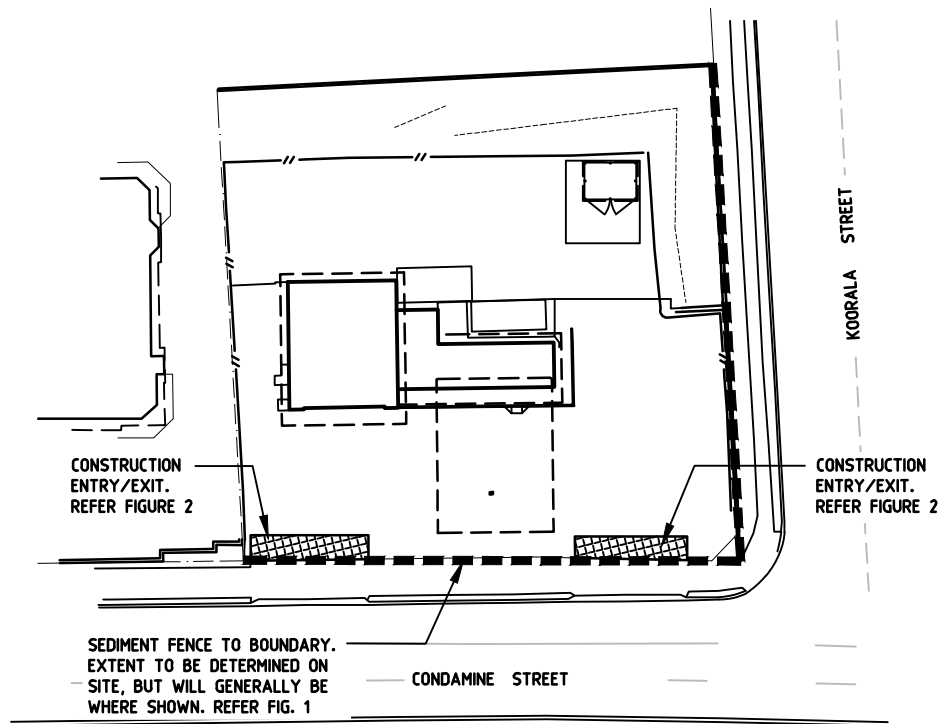 KOORALA STREET
CONSTRUCTION
ENTRY/EXIT.
REFER FIGURE 2
CONSTRUCTION
ENTRY/EXIT.
REFER FIGURE 2
SEDIMENT FENCE TO BOUNDARY.
EXTENT TO BE DETERMINED ON
SITE, BUT WILL GENERALLY BE
WHERE SHOWN. REFER FIG. 1
CONDAMINE STREET